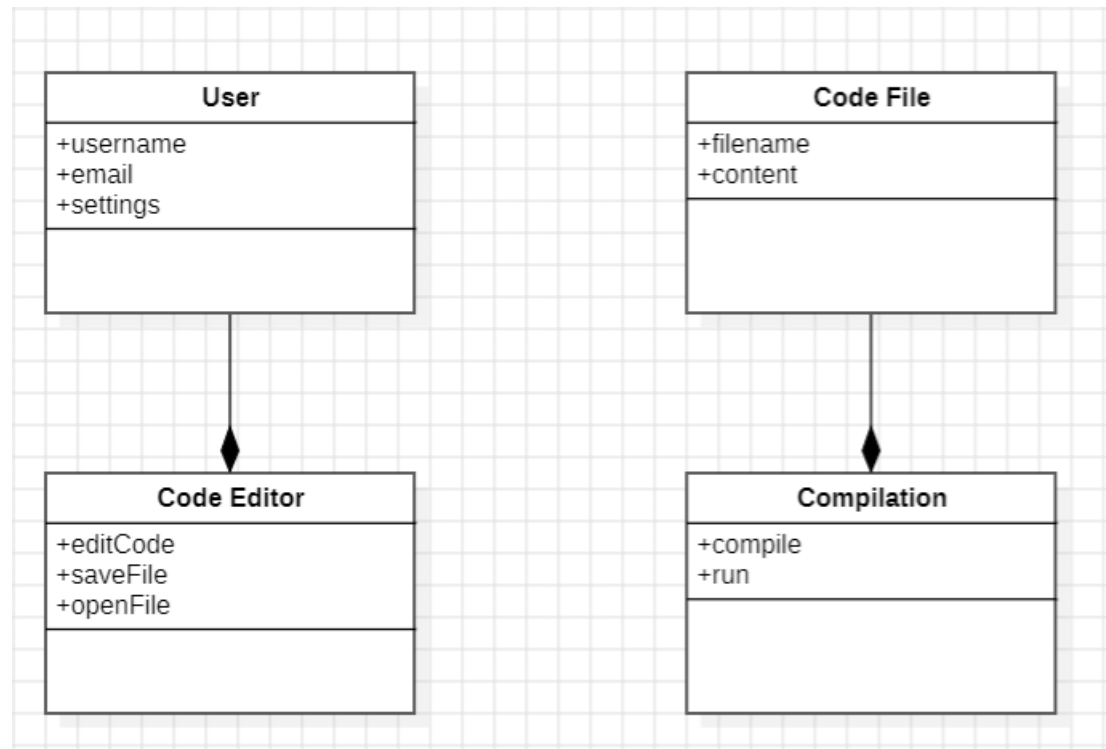 User
+username
+email
+settings
Code File
+filename
+content
Code Editor
+editCode
+saveFile
+openFile
Compilation
+compile
+run